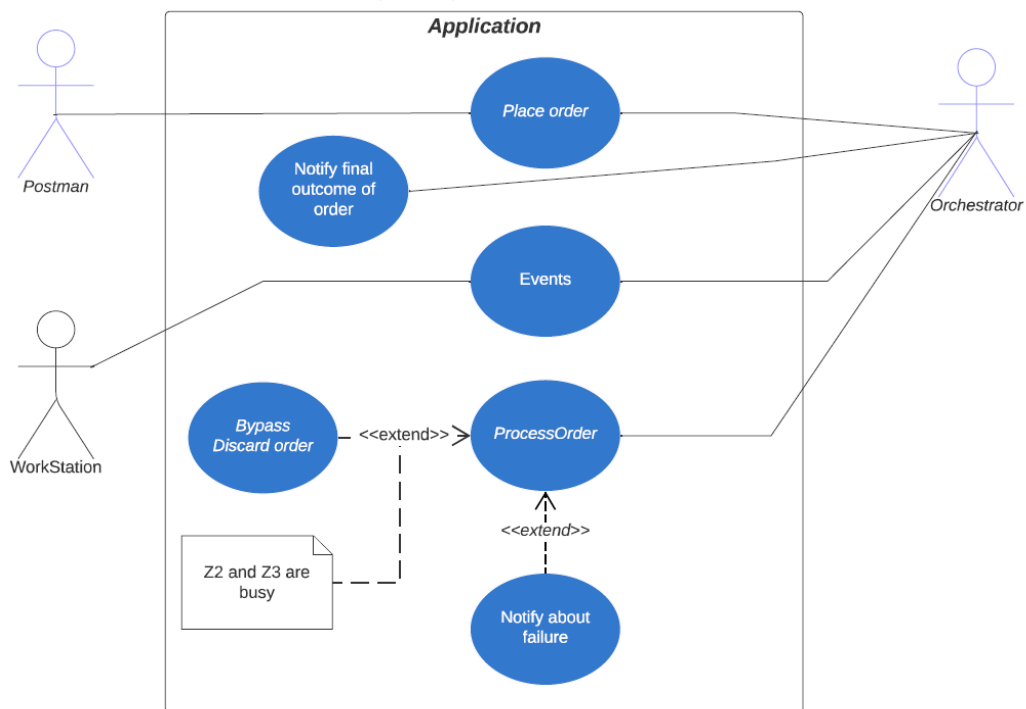 Application
Place order
Postman
Notify final
outcome of
order
Orchestrator
Events
WorkStation
Bypass
Discard order
<<extend>>
ProcessOrder
<<extend>>
Z2 and Z3 are
busy
Notify about
failure